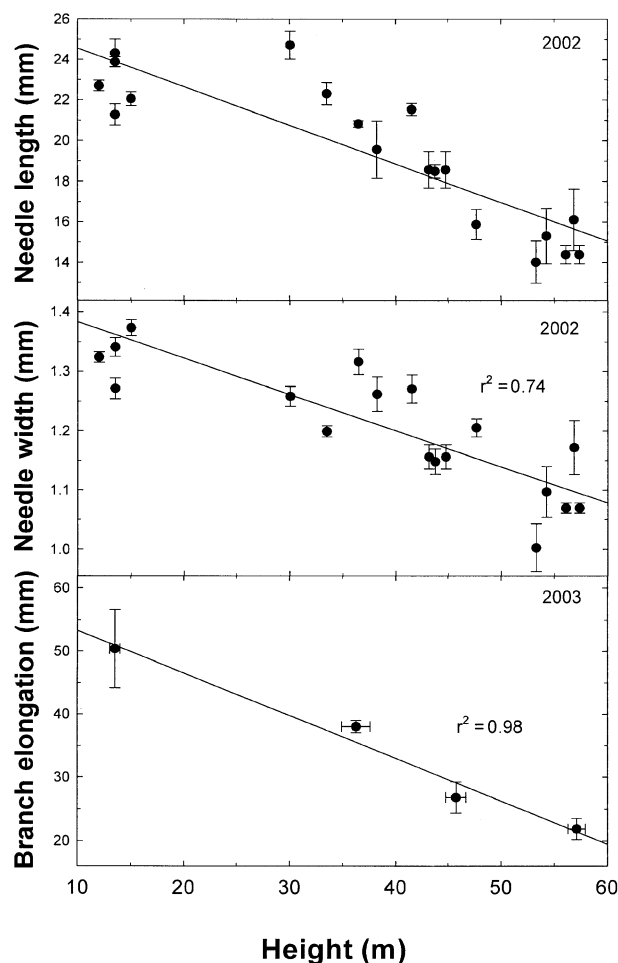 Needle length (mm)
26
24
22
20
18
16
14
2002
Needle width (mm)
1.4
1.3
1.2
1.1
1.0
2002
r² = 0.74
Branch elongation (mm)
60
50
40
30
20
2003
r² = 0.98
10 20 30 40 50 60
Height (m)